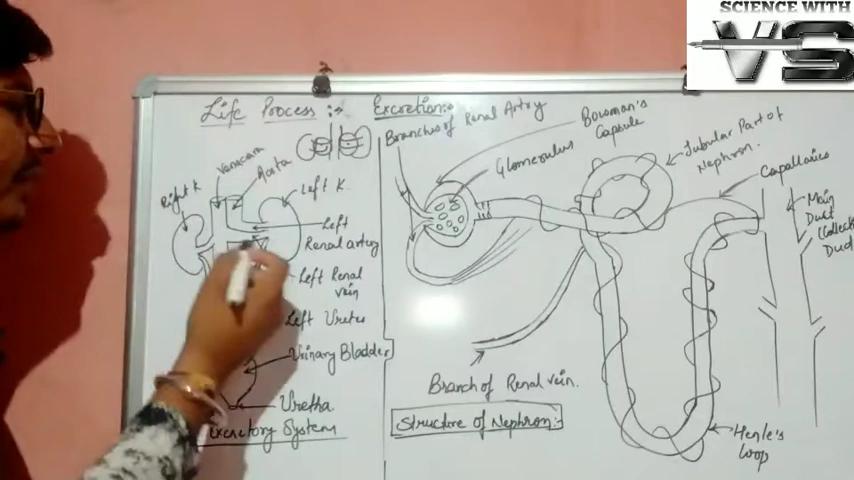 SCIENCE WITH
VS
Life Process :→ Excretion:→
Branches of Renal Artry
Bowman's
Capsule
Glomerulus
Tubular Part of
Nephron.
Capallaries
Main
Duct
(Collect
Duct
Venacava
Aorta
Right K
Left K.
Left
Renal artery
Left Renal
vein
Left Ureter
Urinary Bladder
Urethra
Excretory System
Branch of Renal vein.
Structure of Nephron:-
Henle's
Loop